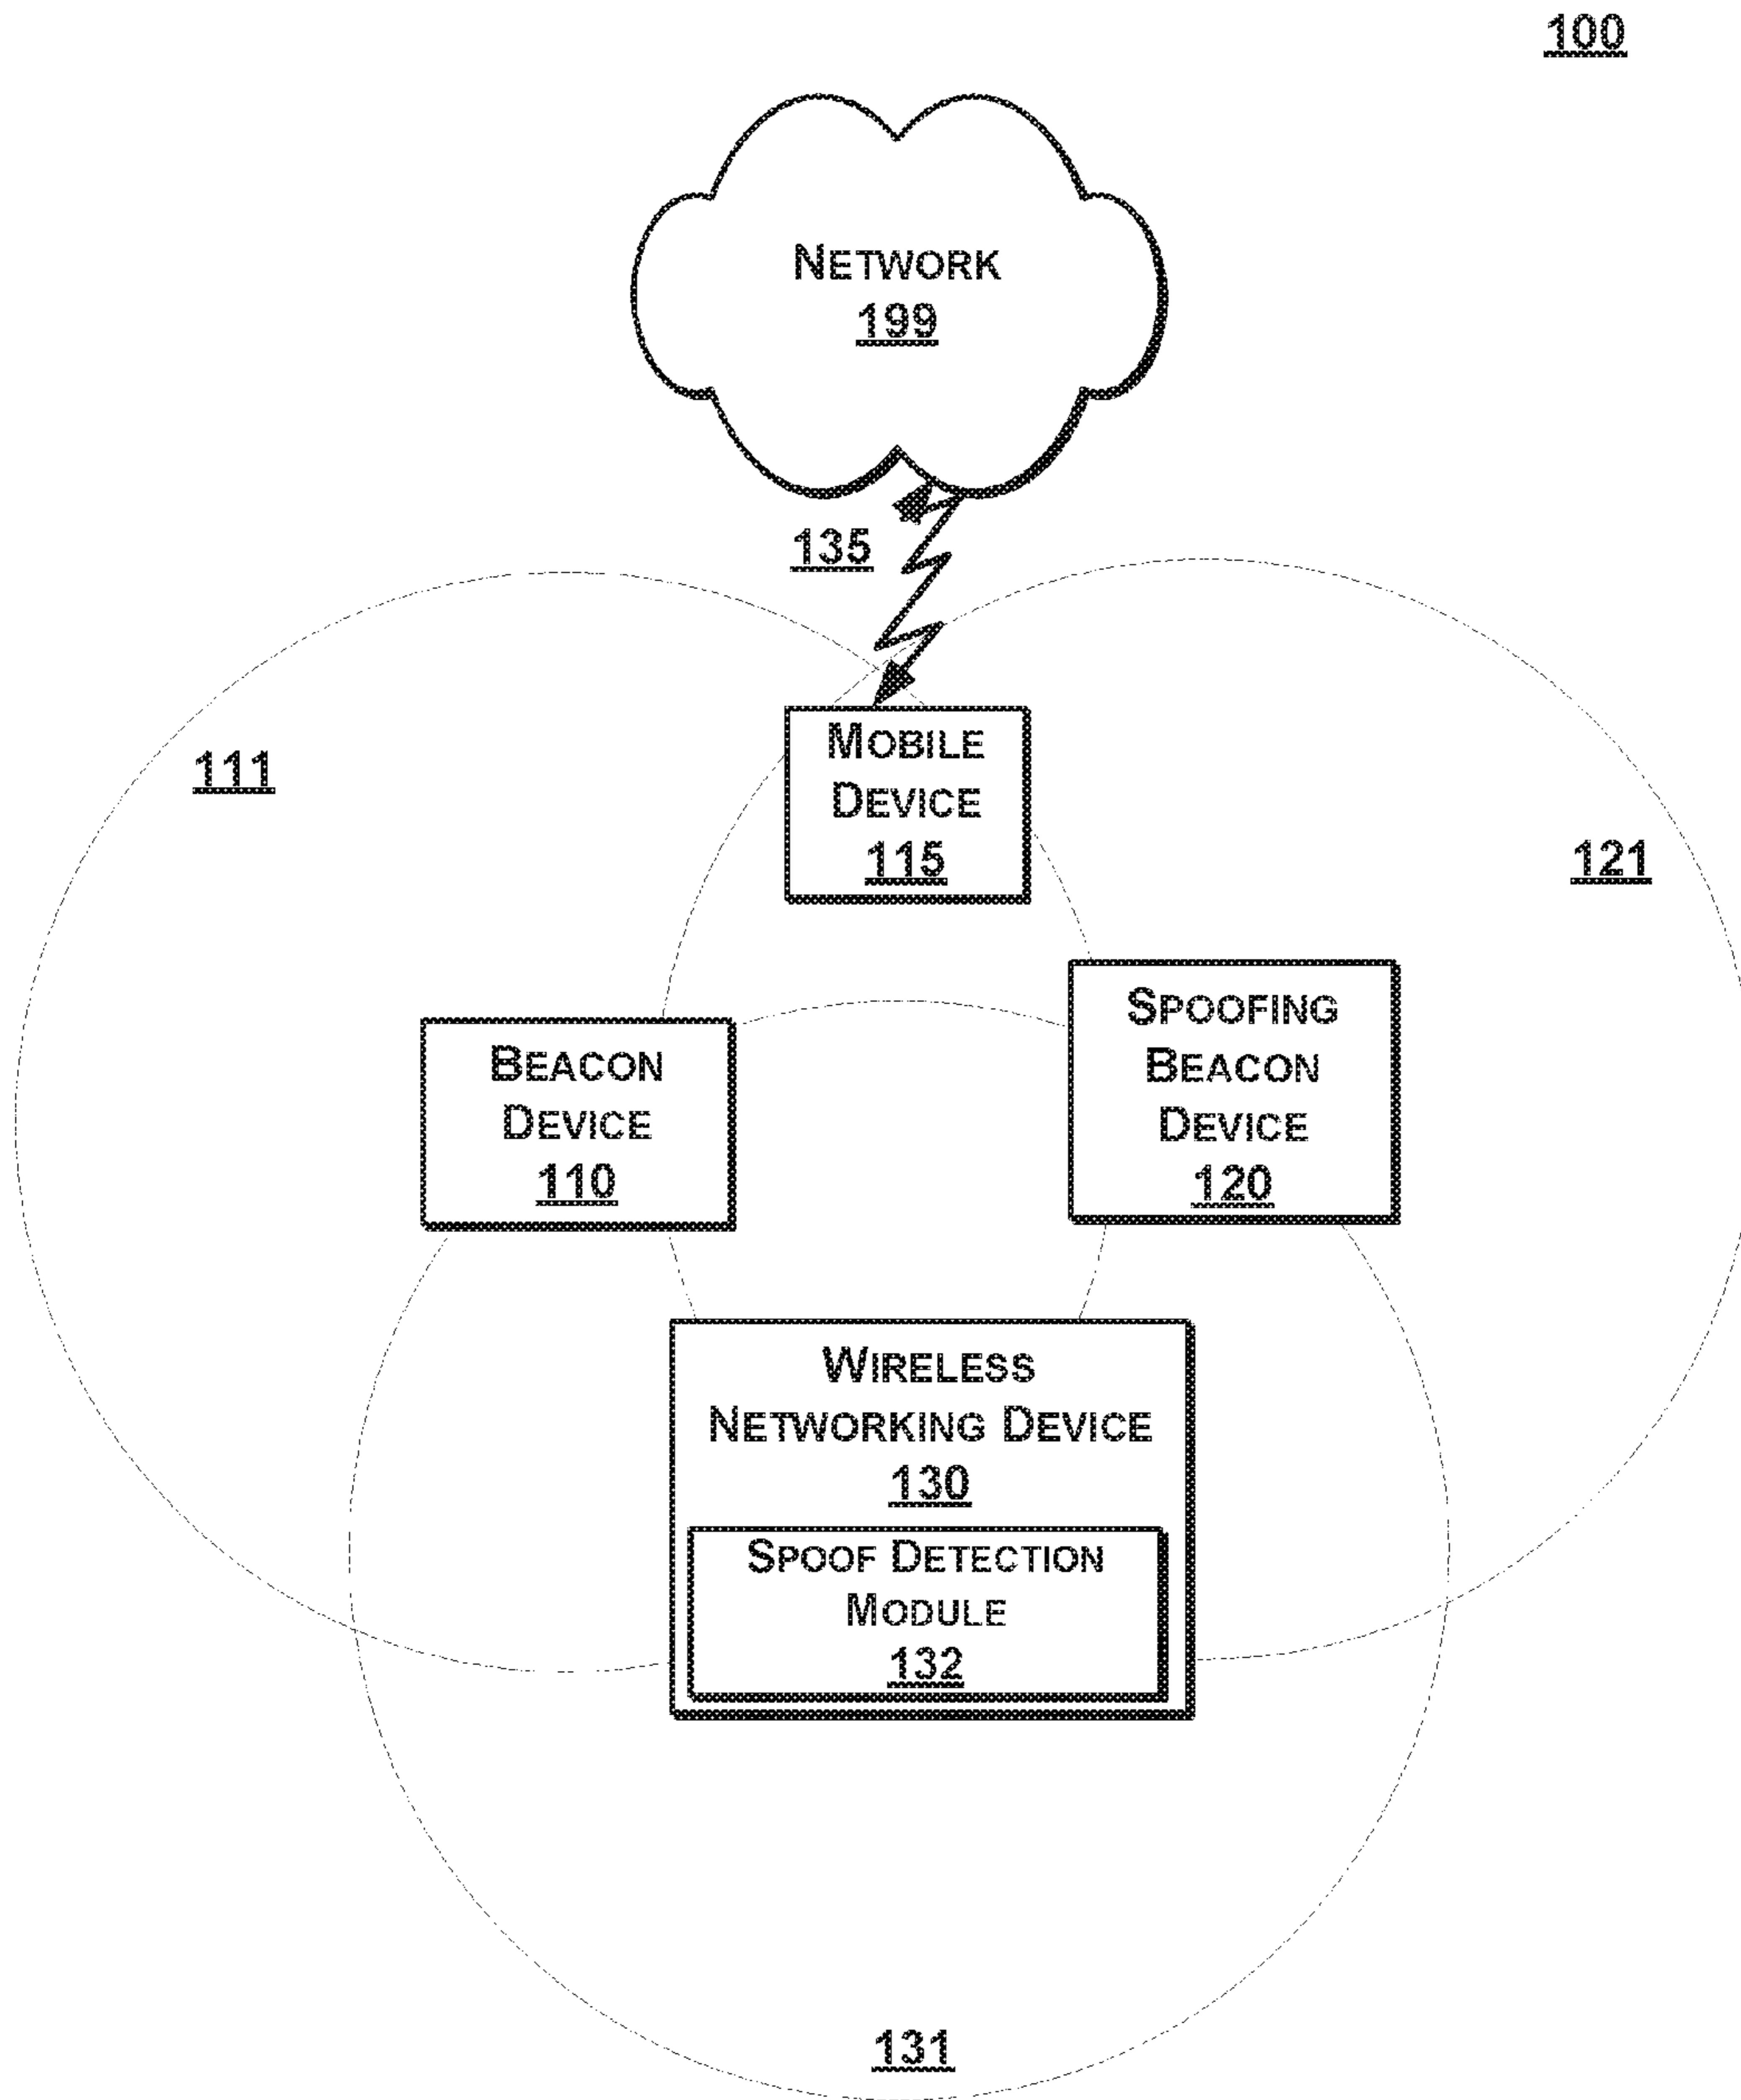 100
NETWORK
199
135
111
MOBILE
DEVICE
115
121
BEACON
DEVICE
110
SPOOFING
BEACON
DEVICE
120
WIRELESS
NETWORKING DEVICE
130
SPOOF DETECTION
MODULE
132
131